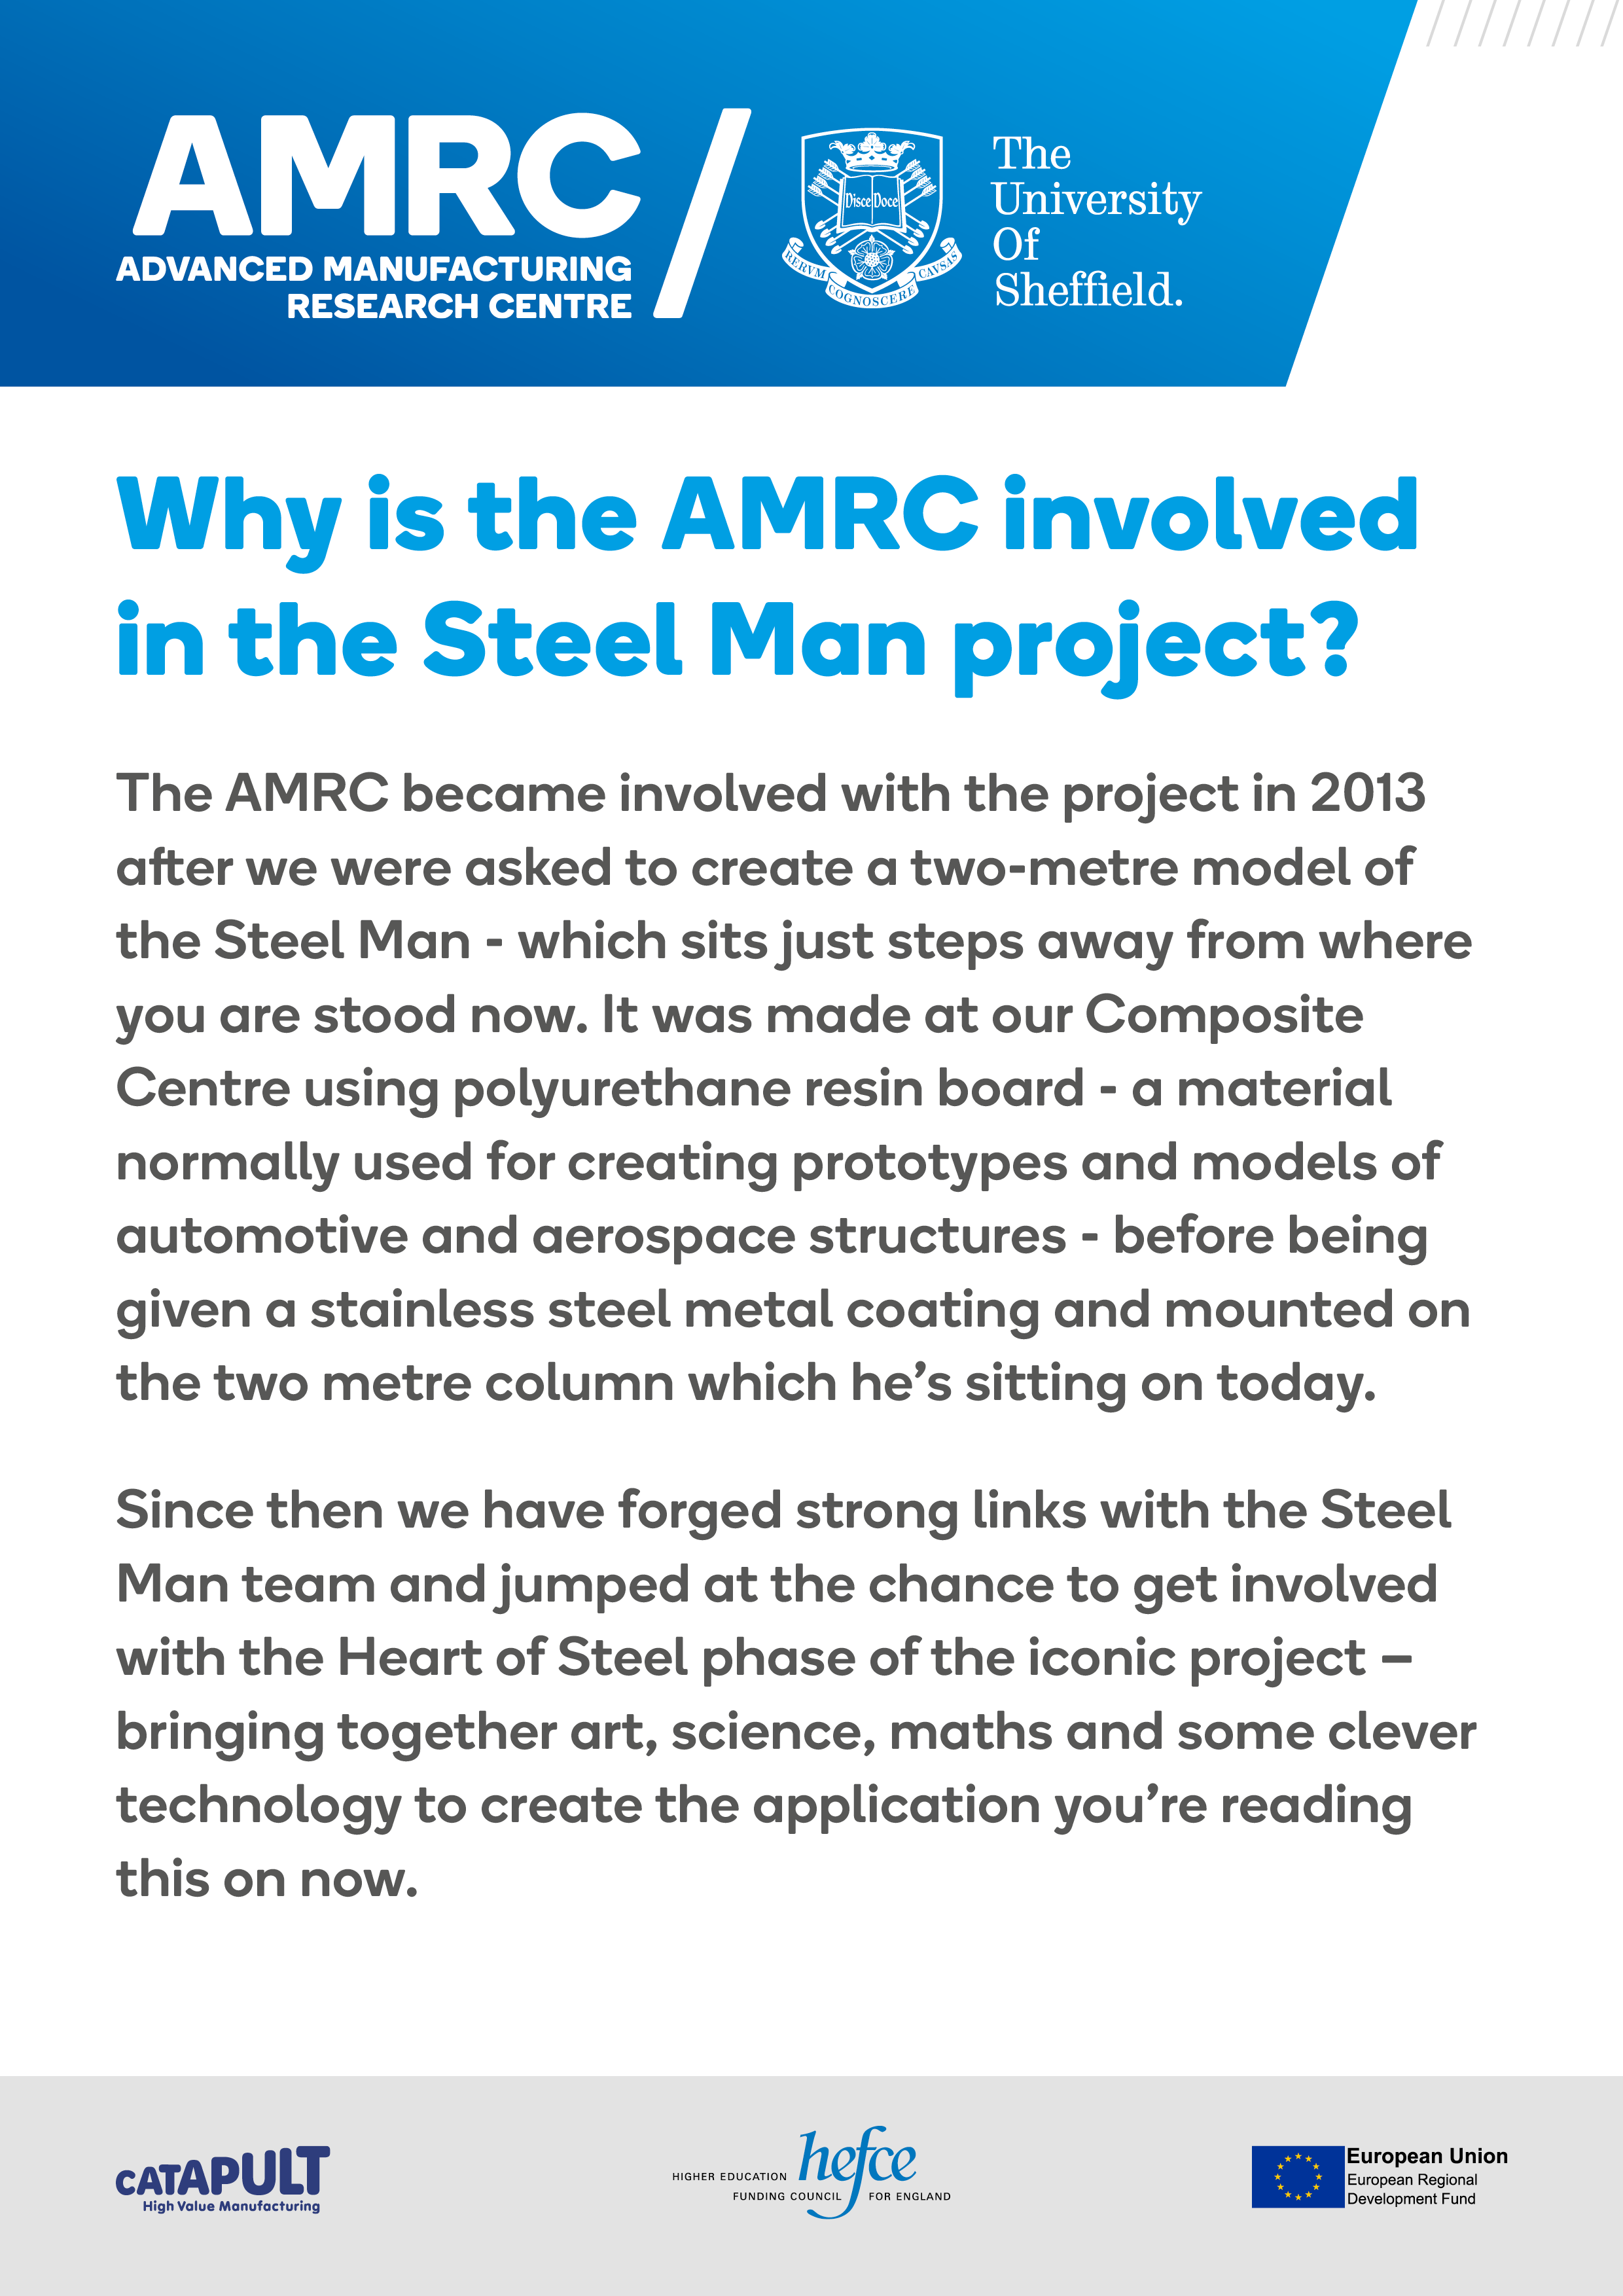 AMRC
ADVANCED MANUFACTURING
RESEARCH CENTRE
Disce Doce
RERVM
COGNOSCERE
CAVSAS
The
University
Of
Sheffield.
Why is the AMRC involved
in the Steel Man project?
The AMRC became involved with the project in 2013
after we were asked to create a two-metre model of
the Steel Man - which sits just steps away from where
you are stood now. It was made at our Composite
Centre using polyurethane resin board - a material
normally used for creating prototypes and models of
automotive and aerospace structures - before being
given a stainless steel metal coating and mounted on
the two metre column which he’s sitting on today.
Since then we have forged strong links with the Steel
Man team and jumped at the chance to get involved
with the Heart of Steel phase of the iconic project –
bringing together art, science, maths and some clever
technology to create the application you’re reading
this on now.
CATAPULT
High Value Manufacturing
hefce
HIGHER EDUCATION
FUNDING COUNCIL FOR ENGLAND
European Union
European Regional
Development Fund